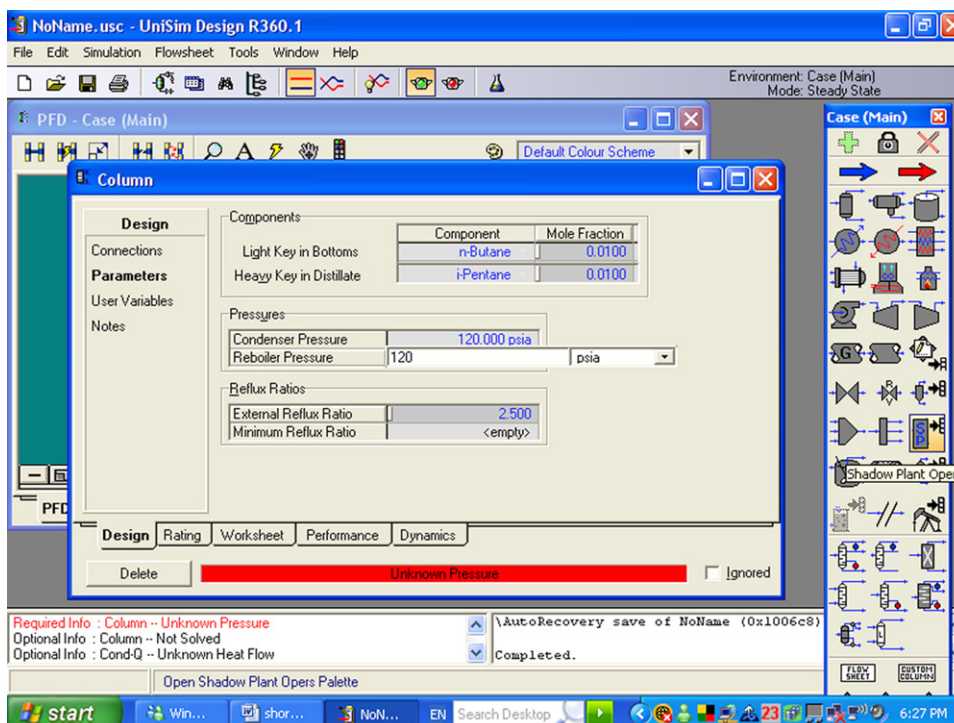 NoName.usc - UniSim Design R360.1
File Edit Simulation Flowsheet Tools Window Help
Environment: Case (Main)
Mode: Steady State
PFD - Case (Main)
Default Colour Scheme
Case (Main)
Column
Design
Connections
Parameters
User Variables
Notes
Components
Component Mole Fraction
Light Key in Bottoms n-Butane 0.0100
Heavy Key in Distillate i-Pentane 0.0100
Pressures
Condenser Pressure 120.000 psia
Reboiler Pressure 120 psia
Reflux Ratios
External Reflux Ratio 2.500
Minimum Reflux Ratio <empty>
G
SP
Shadow Plant Oper
PFD
Design Rating Worksheet Performance Dynamics
Delete Unknown Pressure Ignored
Required Info : Column -- Unknown Pressure
Optional Info : Column -- Not Solved
Optional Info : Cond-Q -- Unknown Heat Flow
\AutoRecovery save of NoName (0x1006c8)
Completed.
FLOW SHEET
CUSTOM COLUMN
Open Shadow Plant Opers Palette
start Win... shor... NoN... EN Search Desktop 23 6:27 PM